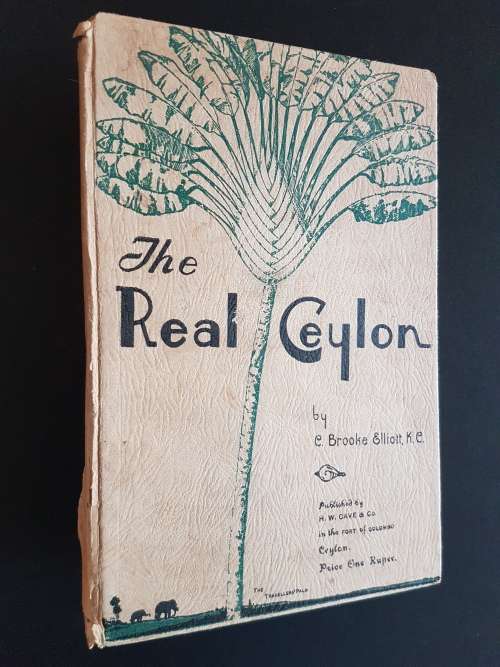 The
Real Ceylon
by
C. Brooke Elliott, K.C.
Published by
H. W. CAVE & Co
in the FORT OF COLOMBO
Ceylon.
Price One Rupee.
THE
TRAVELLERS' PALM